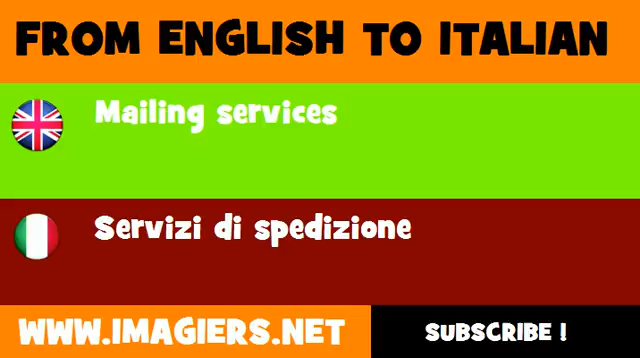 FROM ENGLISH TO ITALIAN
Mailing services
Servizi di spedizione
WWW.IMAGIERS.NET
SUBSCRIBE !